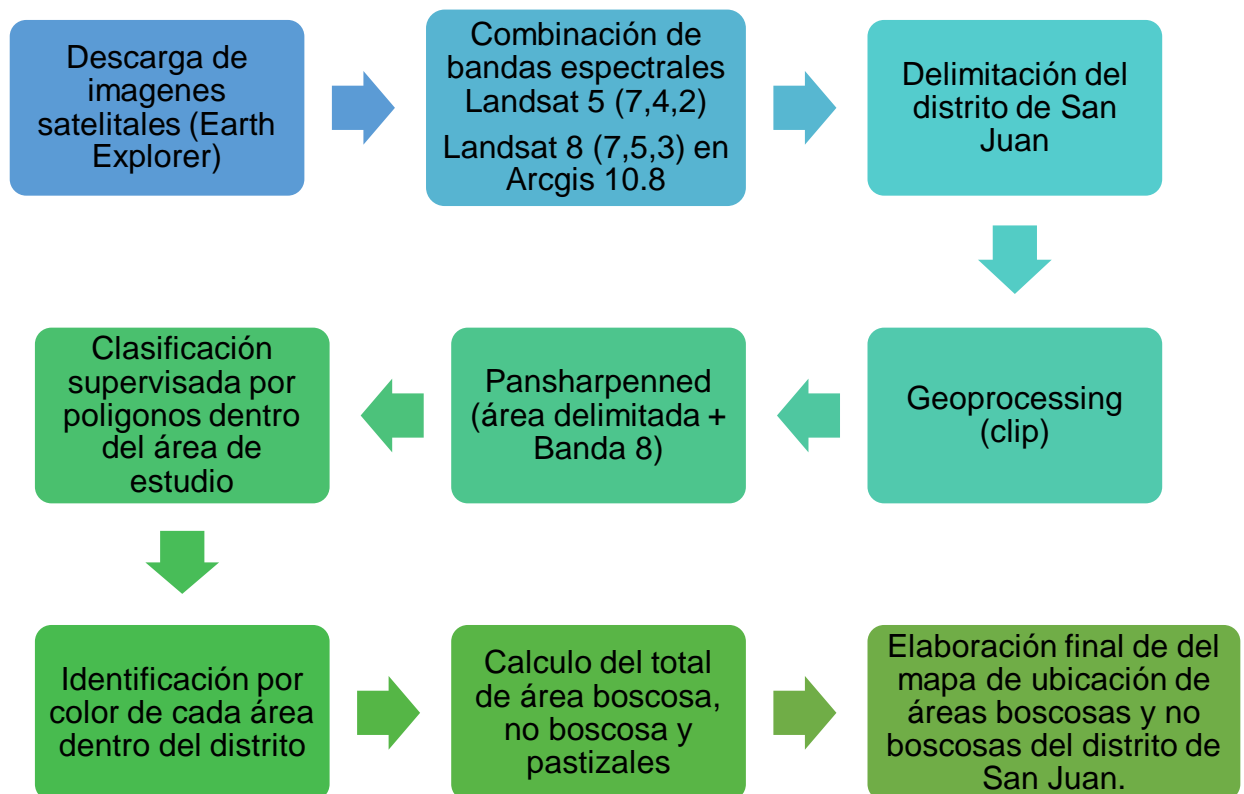 Descarga de
imagenes
satelitales (Earth
Explorer)
Combinación de
bandas espectrales
Landsat 5 (7,4,2)
Landsat 8 (7,5,3) en
Arcgis 10.8
Delimitación del
distrito de San
Juan
Geoprocessing
(clip)
Pansharpenned
(área delimitada +
Banda 8)
Clasificación
supervisada por
poligonos dentro
del área de
estudio
Identificación por
color de cada área
dentro del distrito
Calculo del total
de área boscosa,
no boscosa y
pastizales
Elaboración final de del
mapa de ubicación de
áreas boscosas y no
boscosas del distrito de
San Juan.